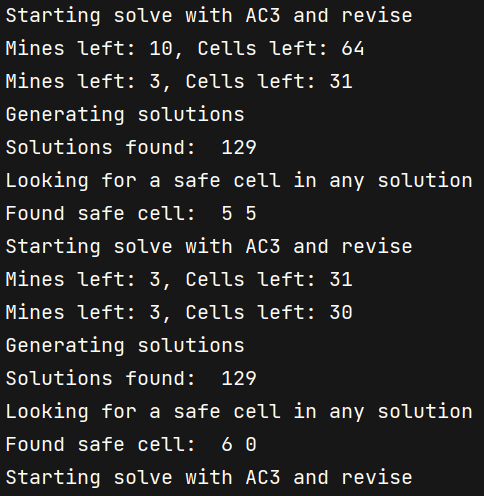 Starting solve with AC3 and revise
Mines left: 10, Cells left: 64
Mines left: 3, Cells left: 31
Generating solutions
Solutions found:  129
Looking for a safe cell in any solution
Found safe cell:  5 5
Starting solve with AC3 and revise
Mines left: 3, Cells left: 31
Mines left: 3, Cells left: 30
Generating solutions
Solutions found:  129
Looking for a safe cell in any solution
Found safe cell:  6 0
Starting solve with AC3 and revise